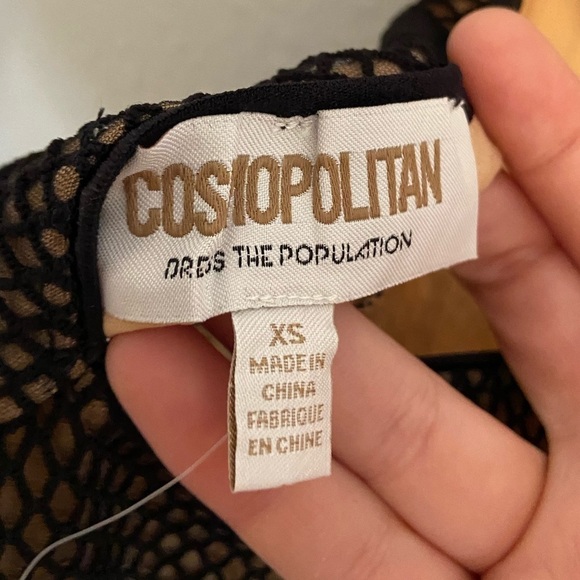 COSMOPOLITAN
DRESS THE POPULATION
XS
MADE IN
CHINA
FABRIQUE
EN CHINE